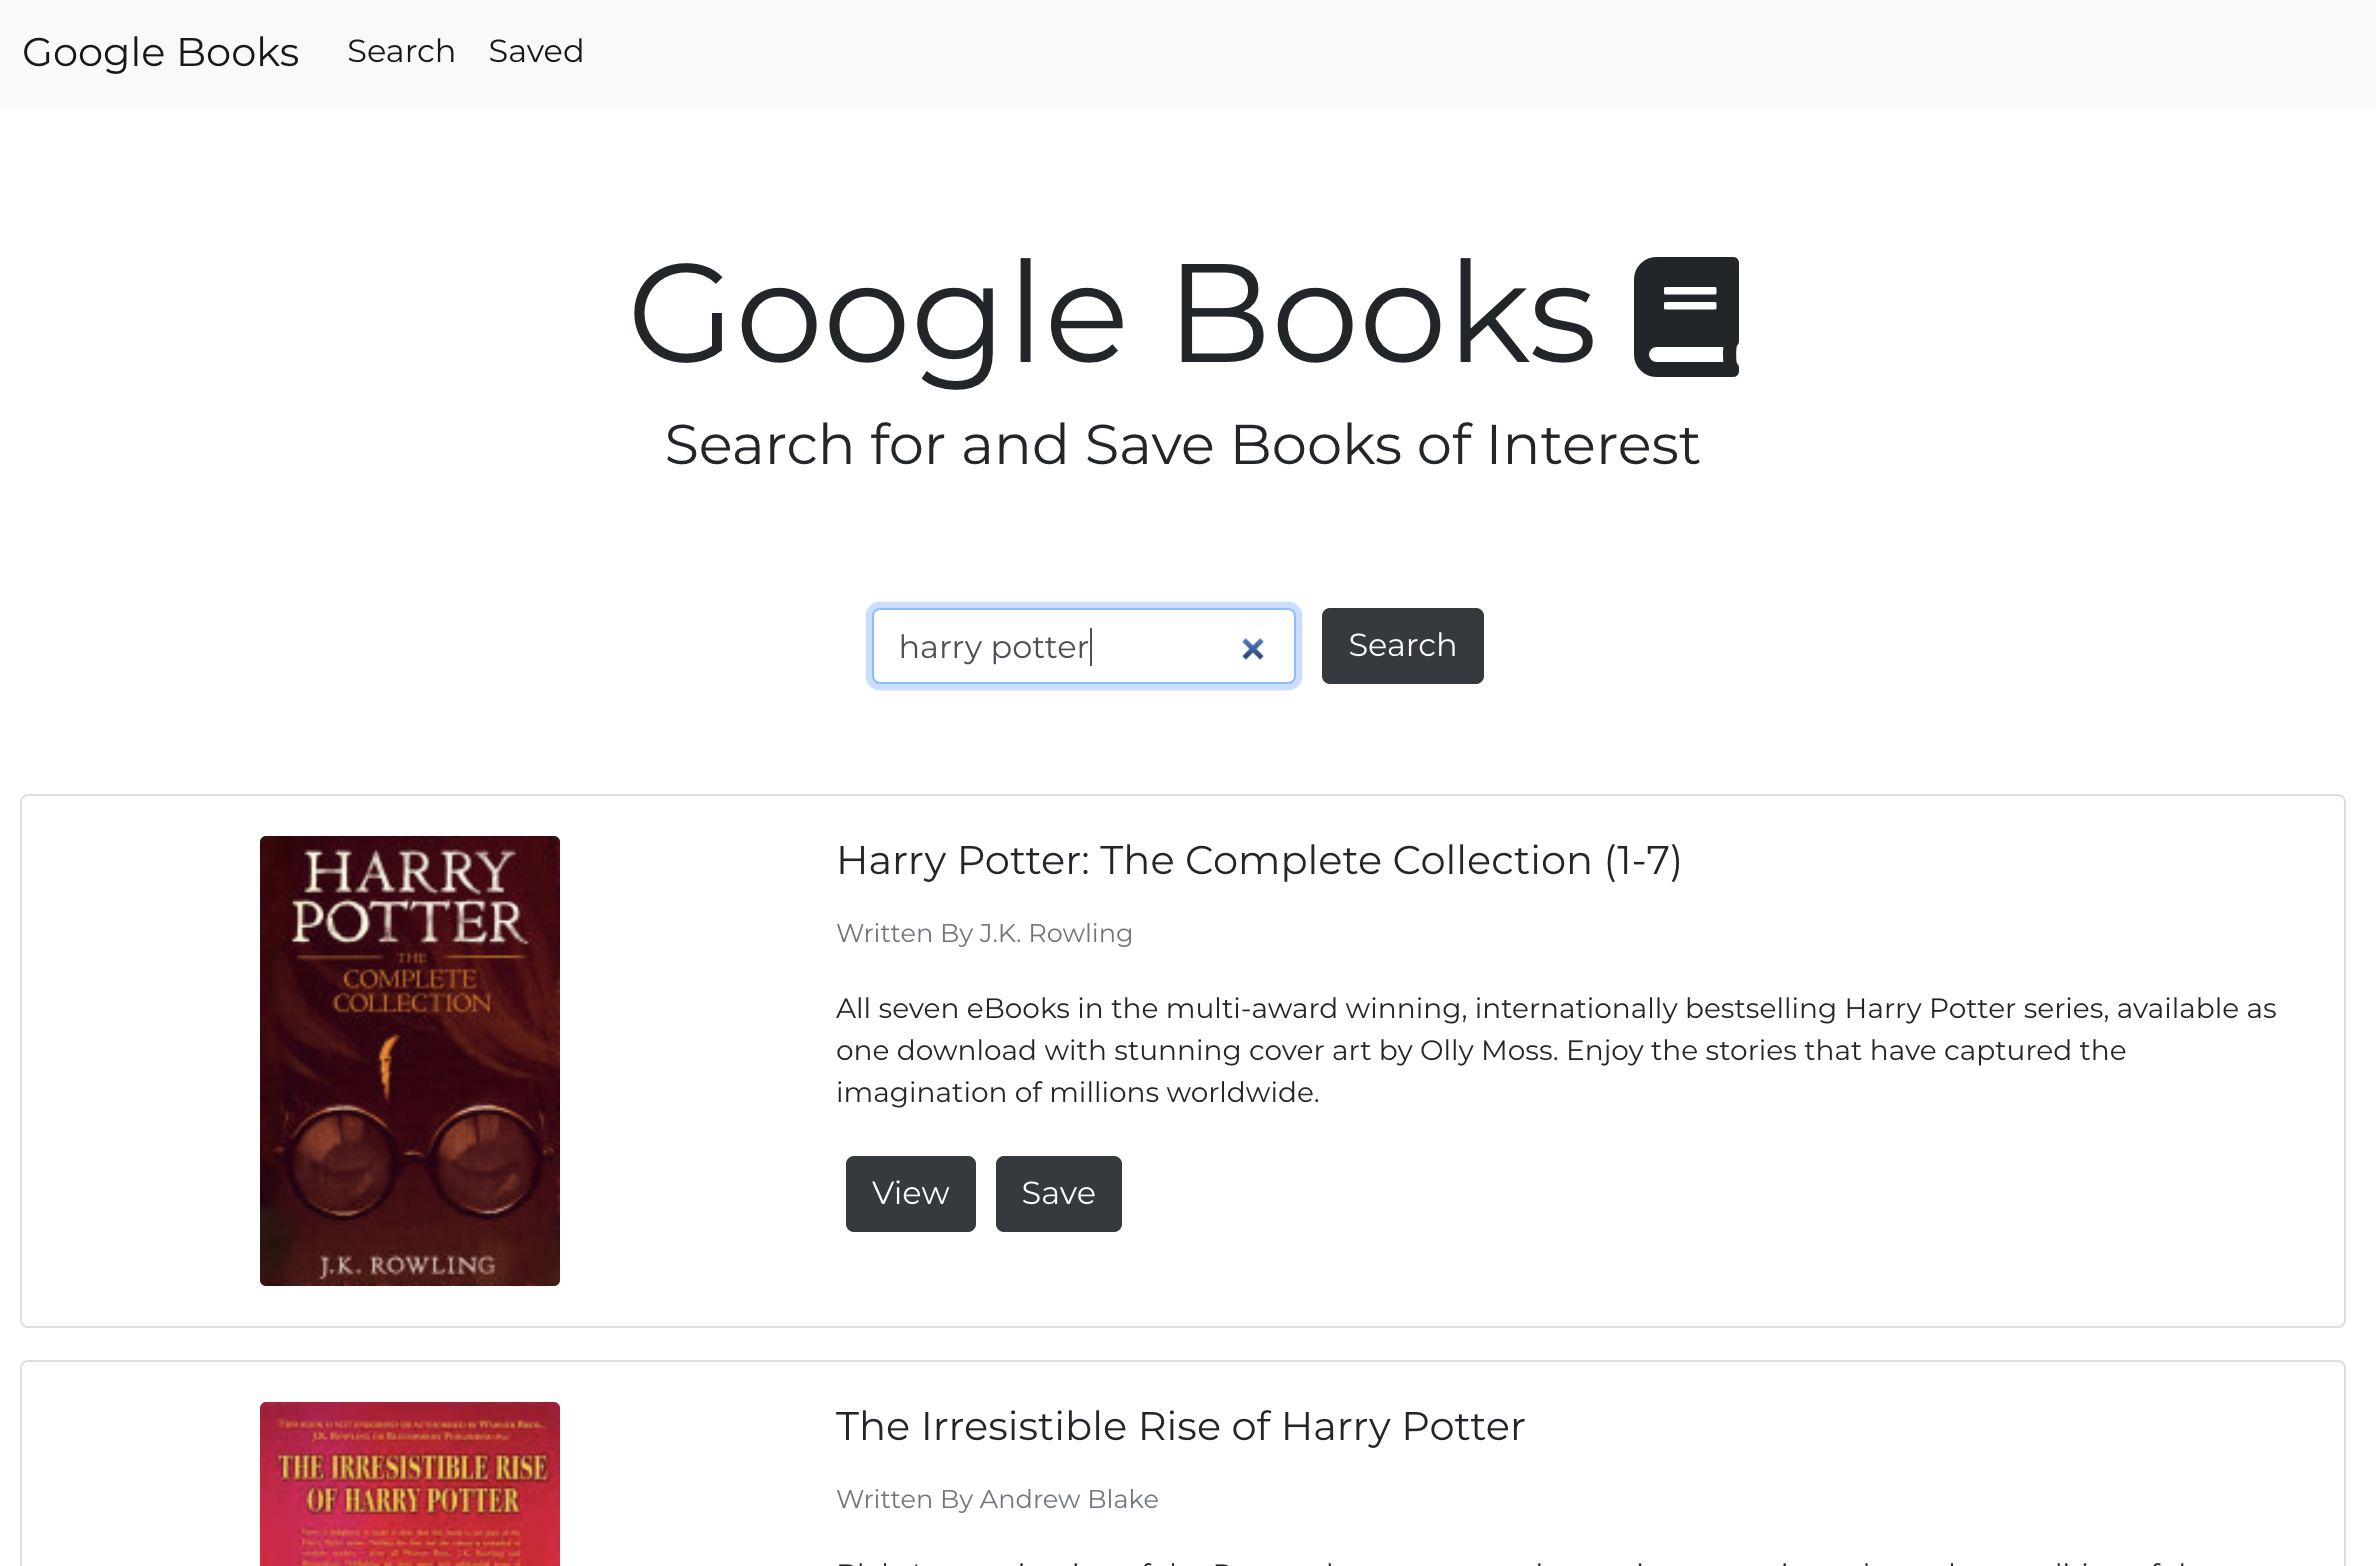 Google Books Search Saved
Google Books
Search for and Save Books of Interest
harry potter Search
HARRY
POTTER
THE
COMPLETE
COLLECTION
J.K. ROWLING
Harry Potter: The Complete Collection (1-7)
Written By J.K. Rowling
All seven eBooks in the multi-award winning, internationally bestselling Harry Potter series, available as
one download with stunning cover art by Olly Moss. Enjoy the stories that have captured the
imagination of millions worldwide.
View Save
THE IRRESISTIBLE RISE
OF HARRY POTTER
The Irresistible Rise of Harry Potter
Written By Andrew Blake